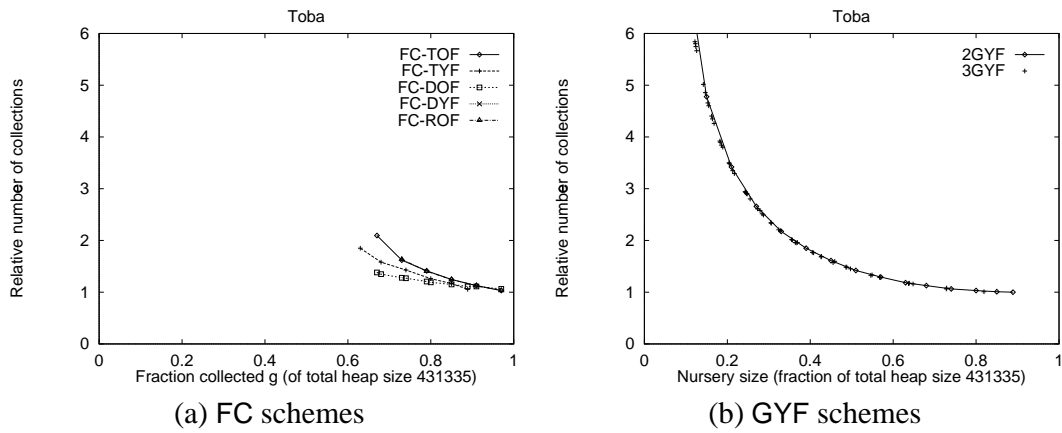 Toba
6
5
4
3
2
1
0
Relative number of collections
FC-TOF
FC-TYF
FC-DOF
FC-DYF
FC-ROF
0 0.2 0.4 0.6 0.8 1
Fraction collected g (of total heap size 431335)
(a) FC schemes
Toba
6
5
4
3
2
1
0
Relative number of collections
2GYF
3GYF
0 0.2 0.4 0.6 0.8 1
Nursery size (fraction of total heap size 431335)
(b) GYF schemes